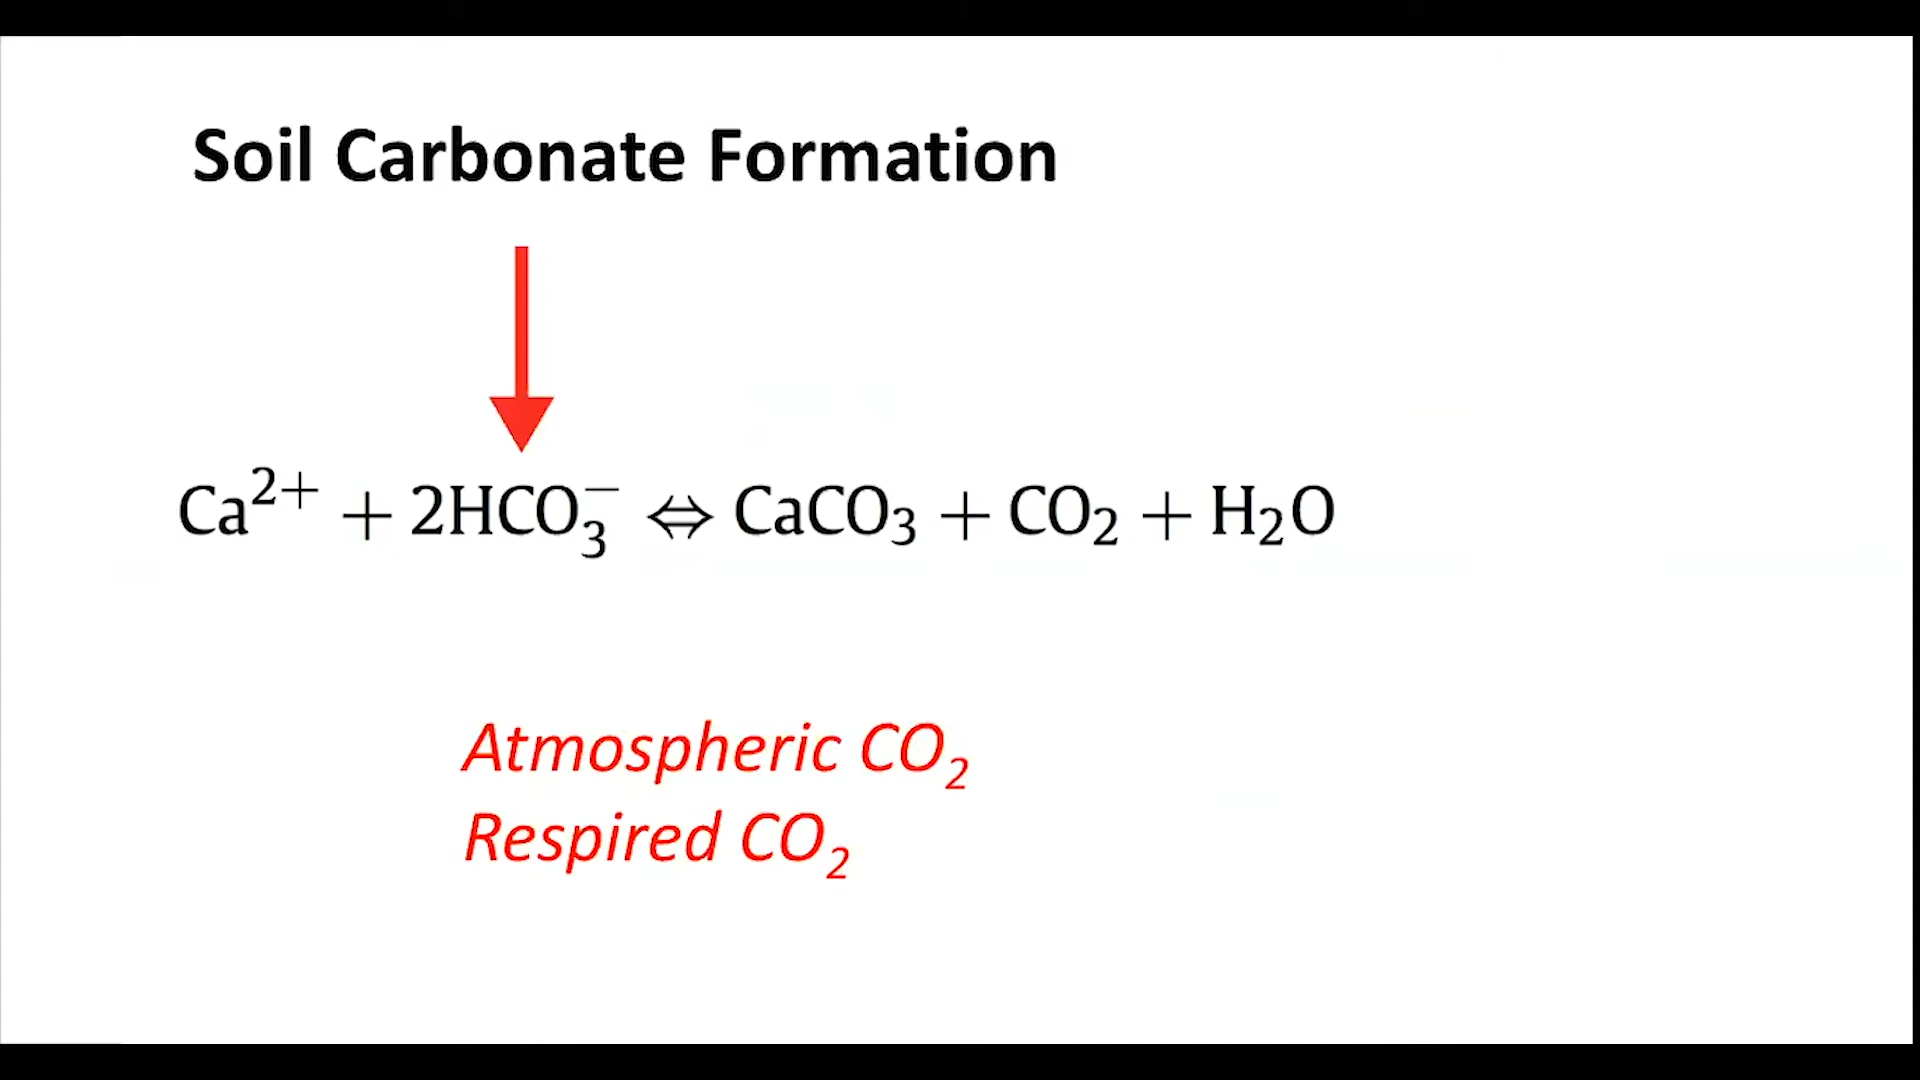 Soil Carbonate Formation
Ca²⁺ + 2HCO₃⁻ ⇔ CaCO₃ + CO₂ + H₂O
Atmospheric CO₂
Respired CO₂